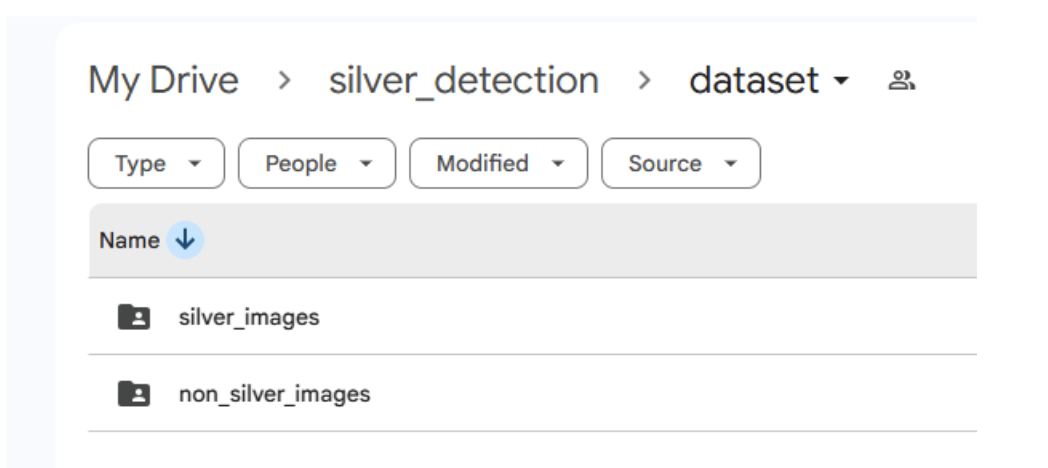 My Drive > silver_detection > dataset
Type People Modified Source
Name
silver_images
non_silver_images